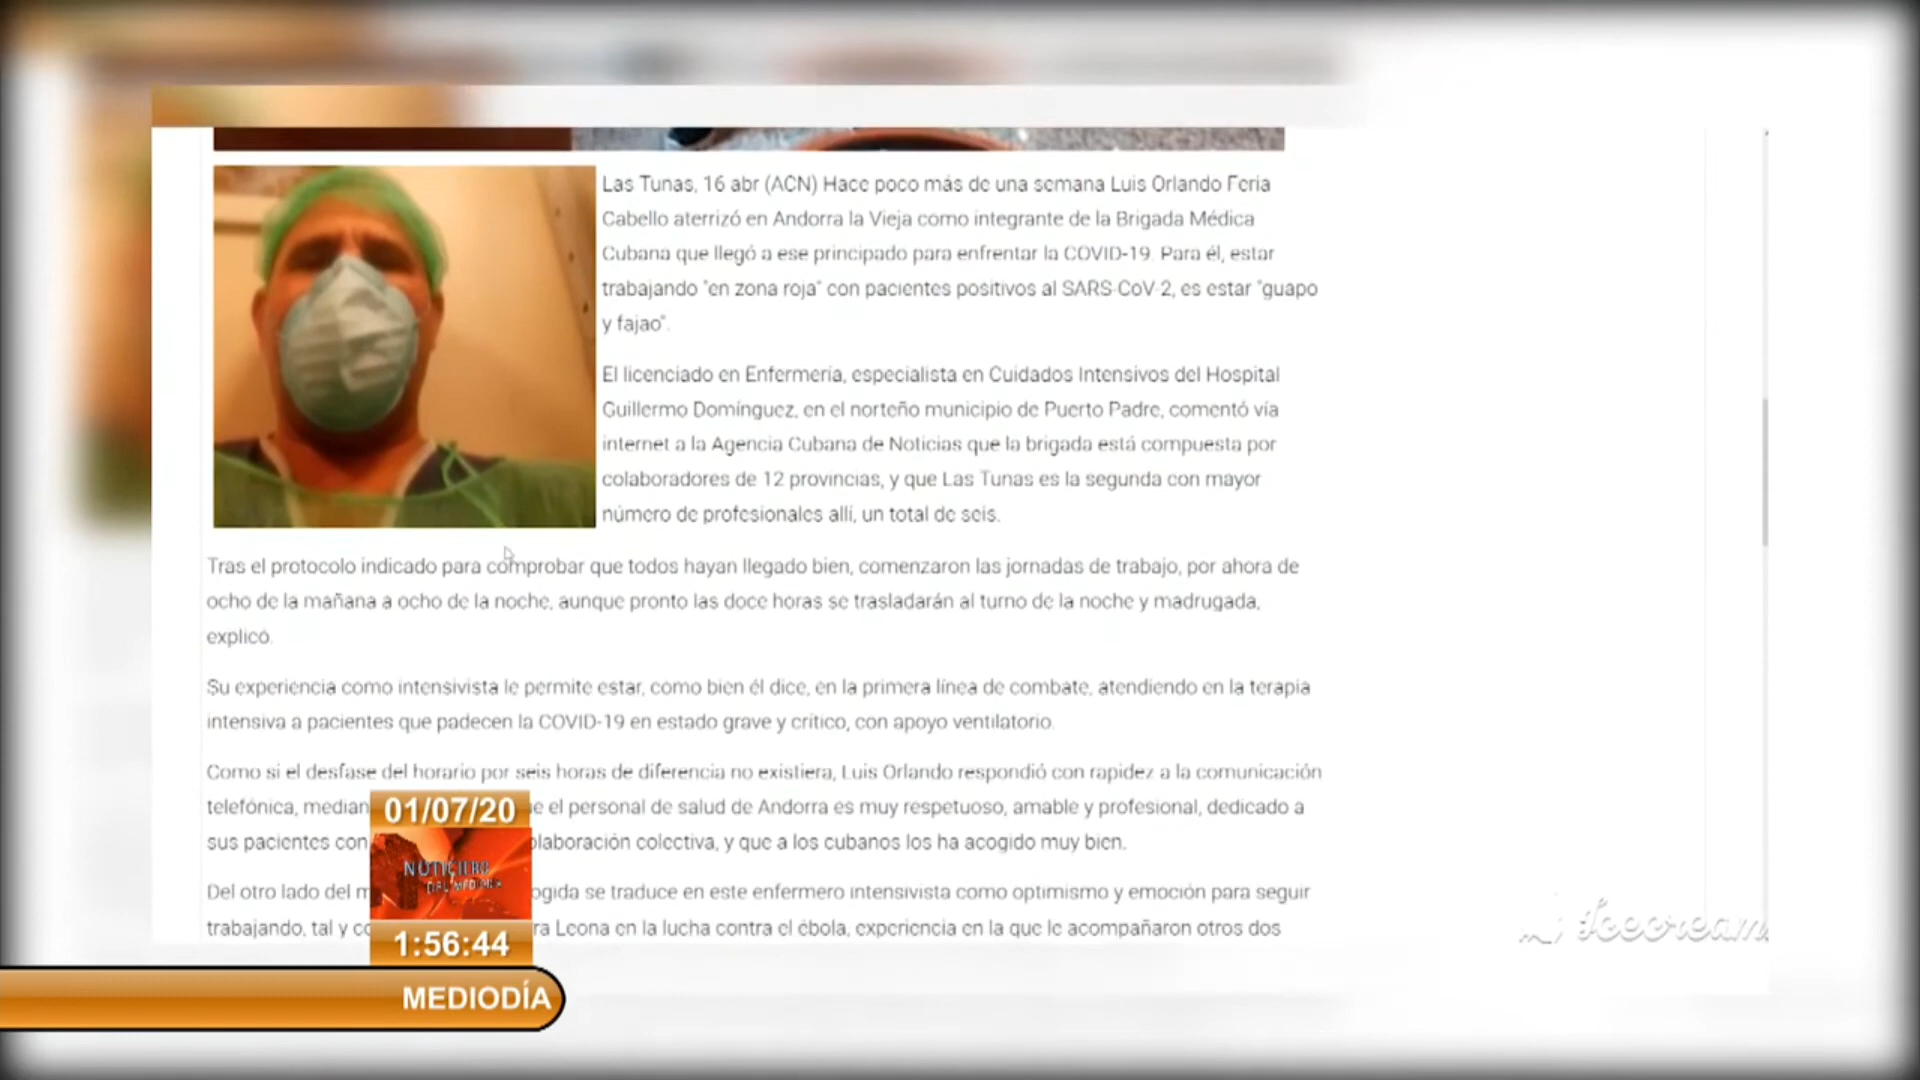 Las Tunas, 16 abr (ACN) Hace poco más de una semana Luis Orlando Feria
Cabello aterrizó en Andorra la Vieja como integrante de la Brigada Médica
Cubana que llegó a ese principado para enfrentar la COVID-19. Para él, estar
trabajando "en zona roja" con pacientes positivos al SARS-CoV-2, es estar "guapo
y fajao".
El licenciado en Enfermería, especialista en Cuidados Intensivos del Hospital
Guillermo Domínguez, en el norteño municipio de Puerto Padre, comentó vía
internet a la Agencia Cubana de Noticias que la brigada está compuesta por
colaboradores de 12 provincias, y que Las Tunas es la segunda con mayor
número de profesionales allí, un total de seis.
Tras el protocolo indicado para comprobar que todos hayan llegado bien, comenzaron las jornadas de trabajo, por ahora de
ocho de la mañana a ocho de la noche, aunque pronto las doce horas se trasladarán al turno de la noche y madrugada,
explicó.
Su experiencia como intensivista le permite estar, como bien él dice, en la primera línea de combate, atendiendo en la terapia
intensiva a pacientes que padecen la COVID-19 en estado grave y crítico, con apoyo ventilatorio.
Como si el desfase del horario por seis horas de diferencia no existiera, Luis Orlando respondió con rapidez a la comunicación
telefónica, el personal de salud de Andorra es muy respetuoso, amable y profesional, dedicado a
sus pacientes con colectiva, y que a los cubanos los ha acogido muy bien.
Del otro lado del se traduce en este enfermero intensivista como optimismo y emoción para seguir
trabajando, tal y Leona en la lucha contra el ébola, experiencia en la que le acompañaron otros dos
01/07/20
NOTICIERO
DEL MEDIODÍA
1:56:44
MEDIODÍA
Icecream